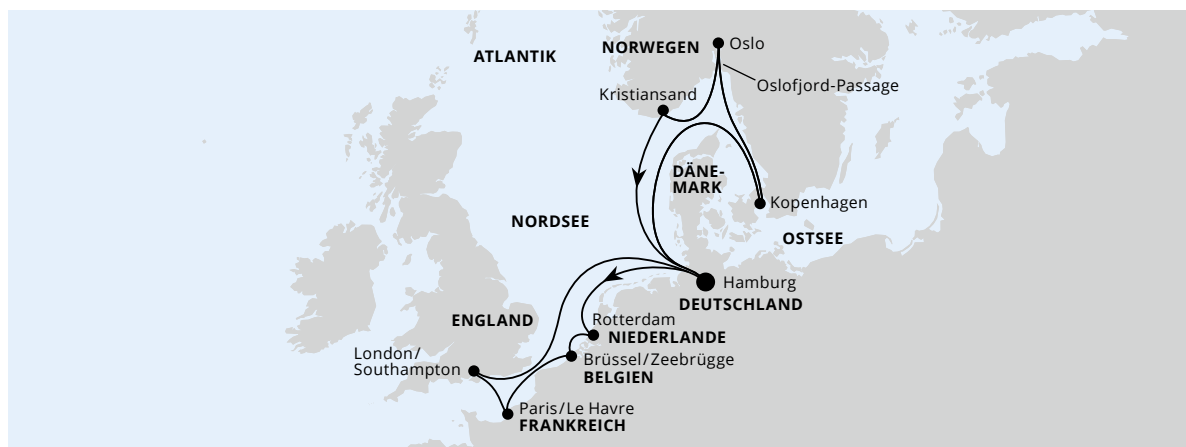 ATLANTIK
NORWEGEN
Oslo
Oslofjord-Passage
Kristiansand
DÄNE-
MARK
Kopenhagen
NORDSEE
OSTSEE
Hamburg
DEUTSCHLAND
ENGLAND
Rotterdam
NIEDERLANDE
London/
Southampton
Brüssel/Zeebrügge
BELGIEN
Paris/Le Havre
FRANKREICH